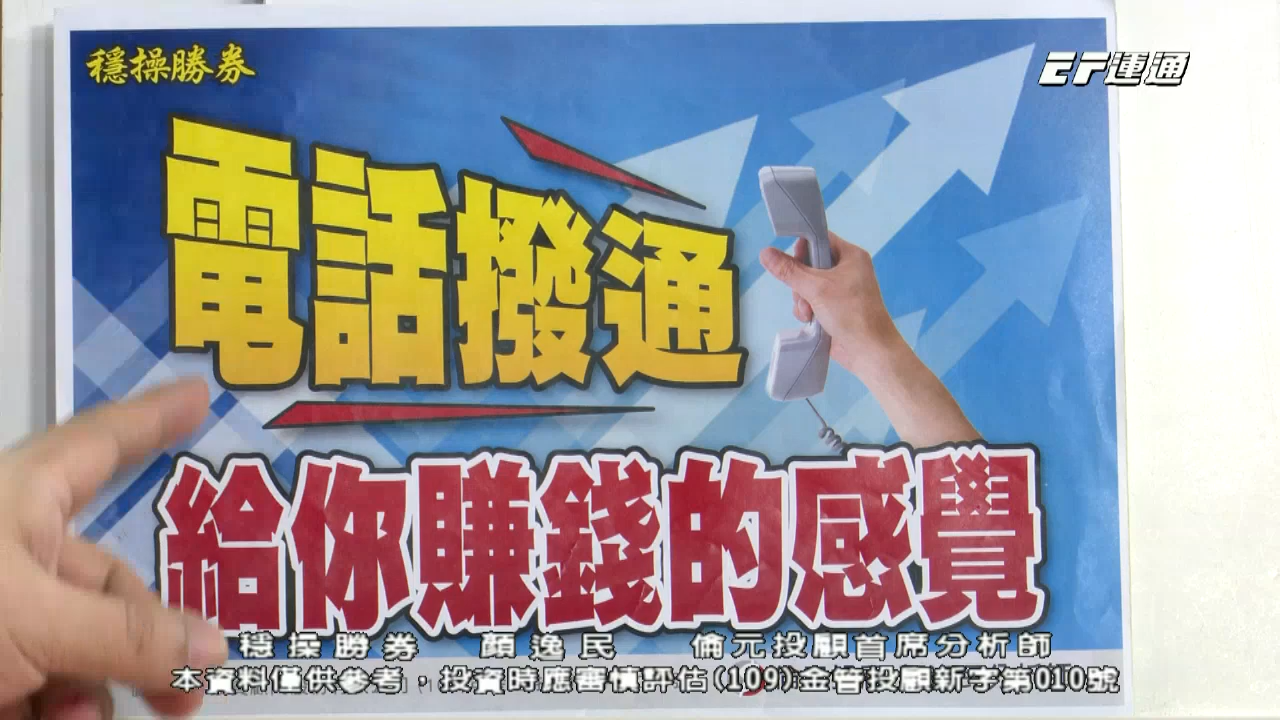 穩操勝券
EF運通
電話撥通
給你賺錢的感覺
穩操勝券 顏逸民 倫元投顧首席分析師
本資料僅供參考，投資時應審慎評估(109)金管投顧新字第010號